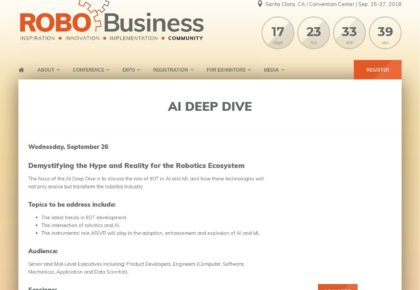 ROBO Business
INSPIRATION • INNOVATION • IMPLEMENTATION • COMMUNITY
Santa Clara, CA | Convention Center | Sep. 25-27, 2018
17 23 33 39
days hrs min sec
ABOUT CONFERENCE EXPO REGISTRATION FOR EXHIBITORS MEDIA REGISTER
AI DEEP DIVE
Wednesday, September 26
Demystifying the Hype and Reality for the Robotics Ecosystem
The focus of the AI Deep Dive is to discuss the role of IIOT in AI and ML and how these technologies will
not only evolve but transform the robotics industry.
Topics to be address include:
• The latest trends in IIOT development.
• The intersection of robotics and AI.
• The instrumental role AR/VR will play in the adoption, enhancement and explosion of AI and ML.
Audience:
Senior and Mid-Level Executives including: Product Developers, Engineers (Computer, Software,
Mechanical, Application and Data Scientist).
Sessions: